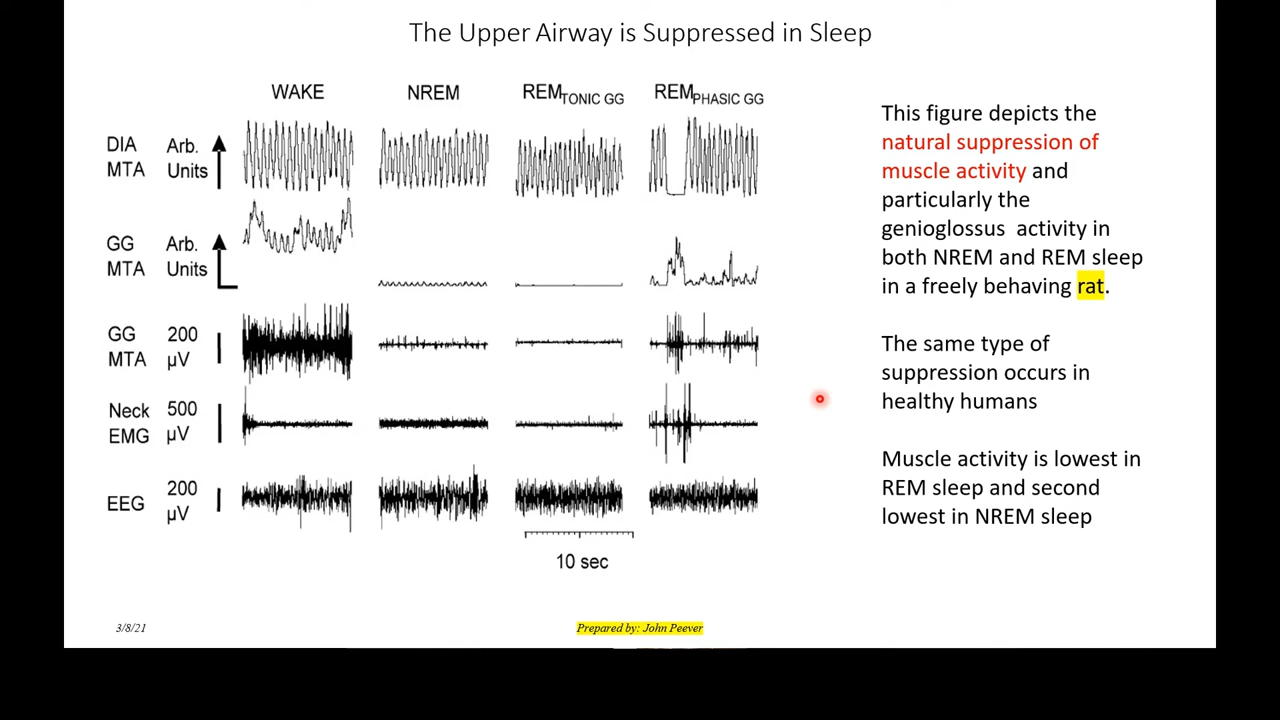 The Upper Airway is Suppressed in Sleep
WAKE NREM REM TONIC GG REM PHASIC GG
DIA Arb.
MTA Units
GG Arb.
MTA Units
GG 200
MTA µV
Neck 500
EMG µV
EEG 200
µV
10 sec
This figure depicts the
natural suppression of
muscle activity and
particularly the
genioglossus activity in
both NREM and REM sleep
in a freely behaving rat.
The same type of
suppression occurs in
healthy humans
Muscle activity is lowest in
REM sleep and second
lowest in NREM sleep
3/8/21
Prepared by: John Peever